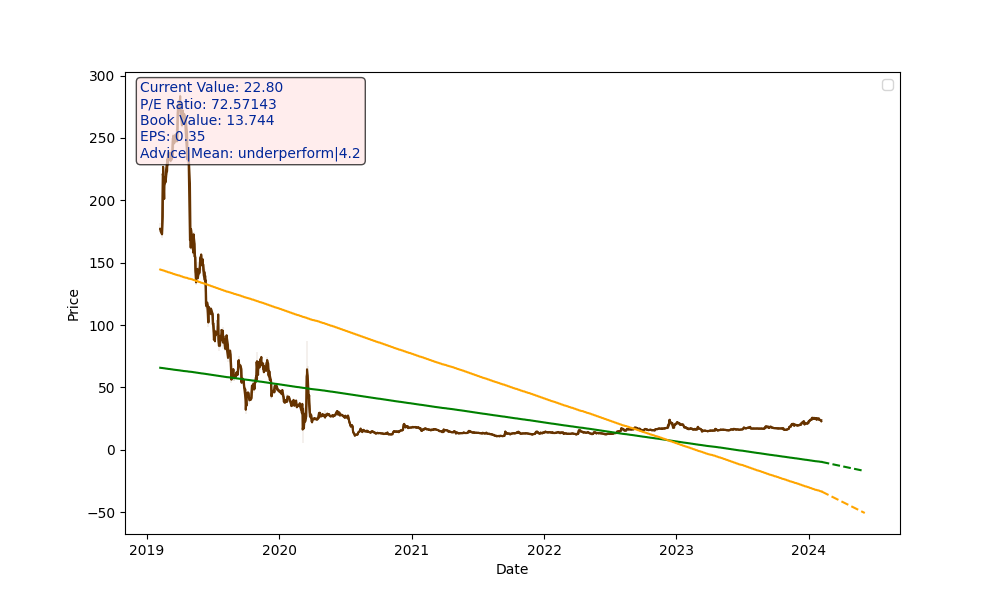 Current Value: 22.80
P/E Ratio: 72.57143
Book Value: 13.744
EPS: 0.35
Advice|Mean: underperform|4.2
300
250
200
150
100
50
0
−50
Price
2019 2020 2021 2022 2023 2024
Date